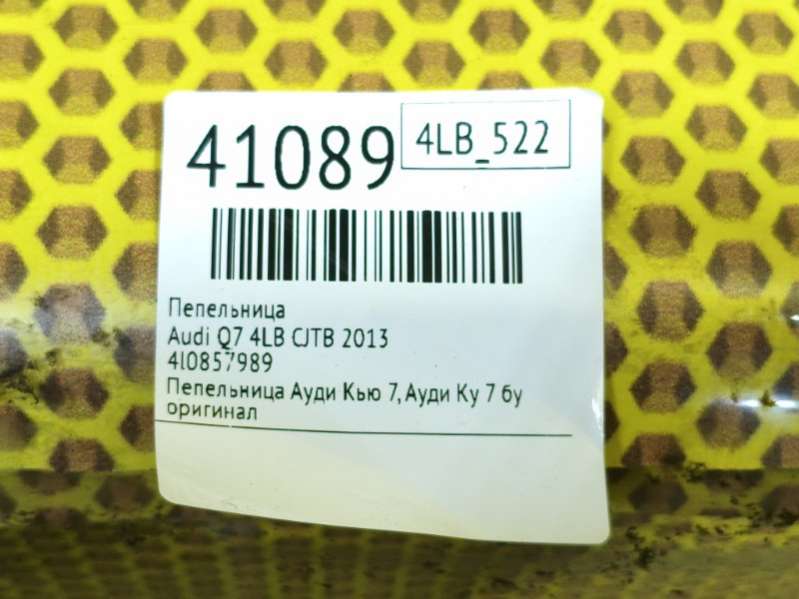 41089
4LB_522
Пепельница
Audi Q7 4LB CJTB 2013
4l0857989
Пепельница Ауди Кью 7, Ауди Ку 7 бу
оригинал